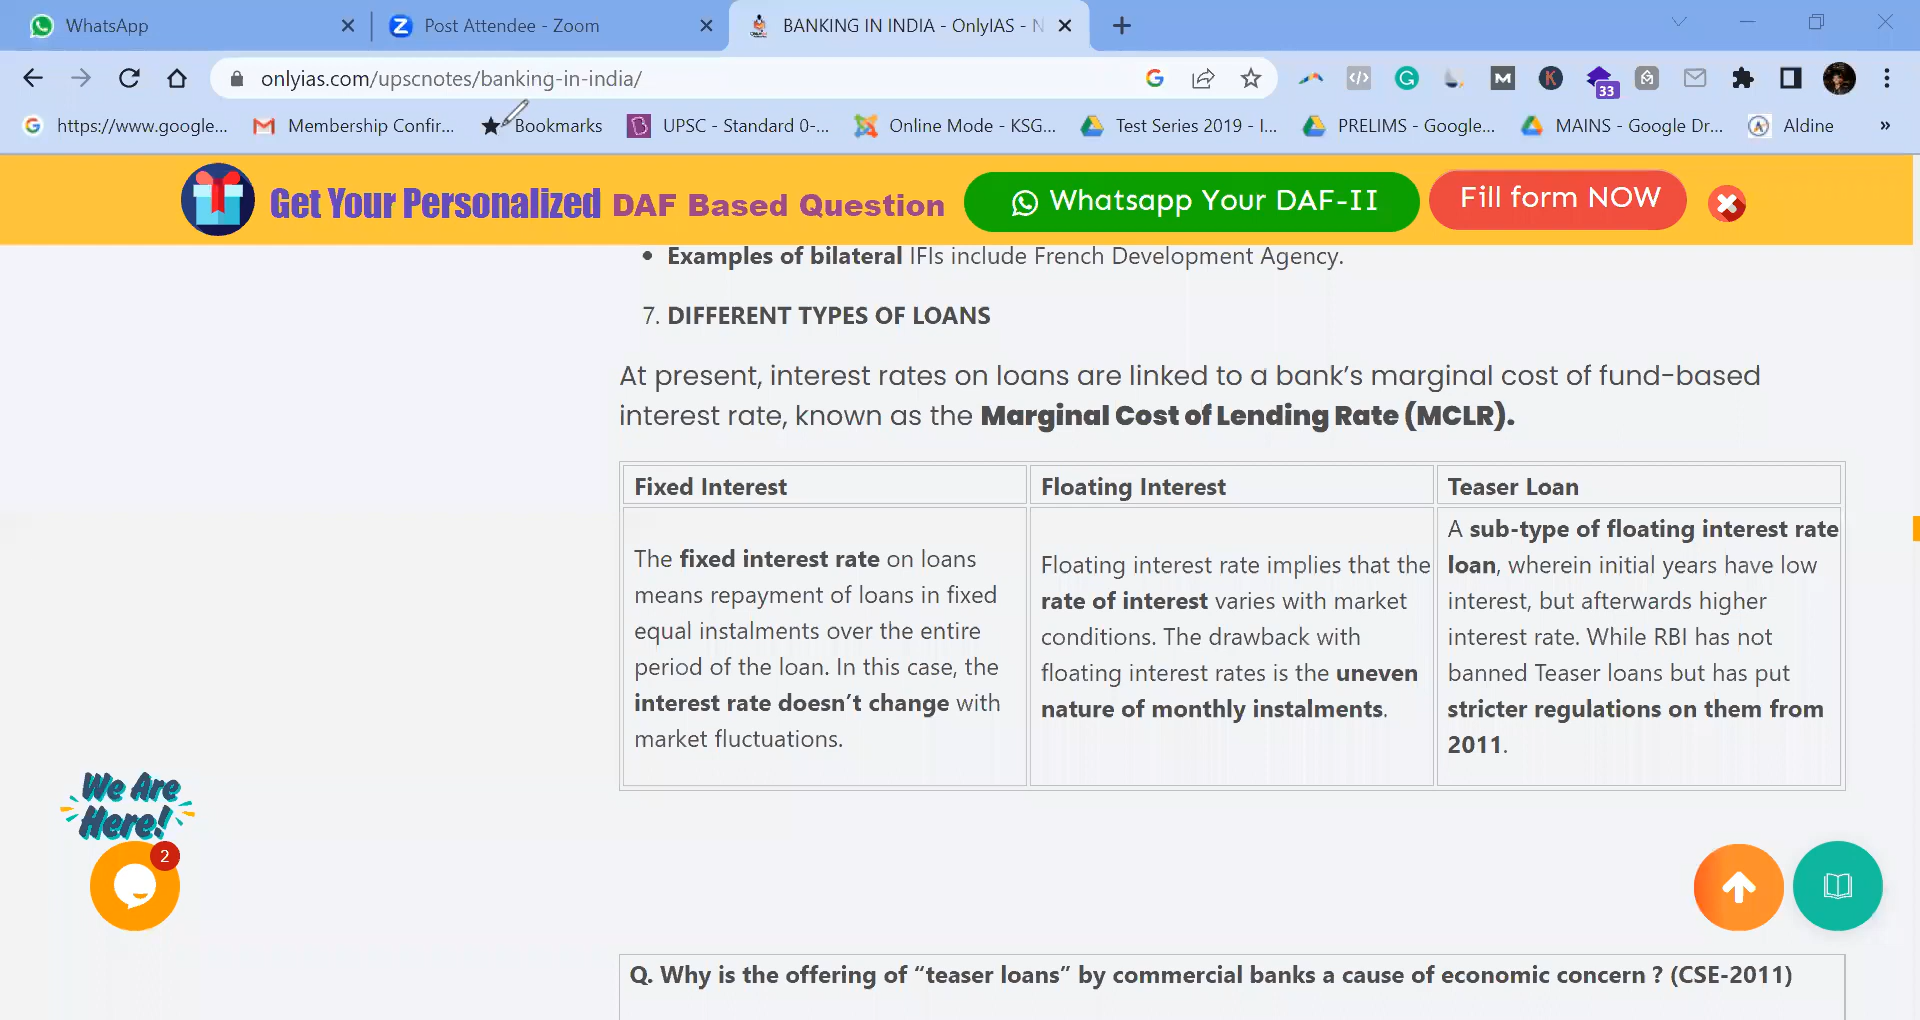 WhatsApp
Post Attendee - Zoom
BANKING IN INDIA - OnlyIAS - N
onlyias.com/upscnotes/banking-in-india/
33
https://www.google...
Membership Confir...
Bookmarks
UPSC - Standard 0-...
Online Mode - KSG...
Test Series 2019 - I...
PRELIMS - Google...
MAINS - Google Dr...
Aldine
»
Get Your Personalized DAF Based Question
Whatsapp Your DAF-II
Fill form NOW
• Examples of bilateral IFIs include French Development Agency.
7. DIFFERENT TYPES OF LOANS
At present, interest rates on loans are linked to a bank’s marginal cost of fund-based
interest rate, known as the Marginal Cost of Lending Rate (MCLR).
Fixed Interest
Floating Interest
Teaser Loan
The fixed interest rate on loans
means repayment of loans in fixed
equal instalments over the entire
period of the loan. In this case, the
interest rate doesn’t change with
market fluctuations.
Floating interest rate implies that the
rate of interest varies with market
conditions. The drawback with
floating interest rates is the uneven
nature of monthly instalments.
A sub-type of floating interest rate
loan, wherein initial years have low
interest, but afterwards higher
interest rate. While RBI has not
banned Teaser loans but has put
stricter regulations on them from
2011.
We Are
Here!
2
Q. Why is the offering of “teaser loans” by commercial banks a cause of economic concern ? (CSE-2011)